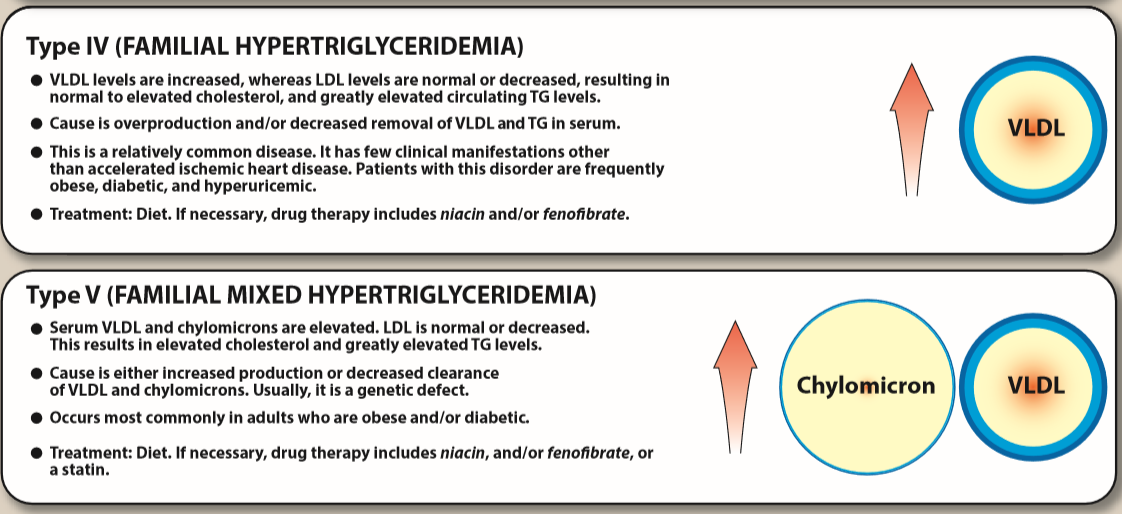 Type IV (FAMILIAL HYPERTRIGLYCERIDEMIA)
● VLDL levels are increased, whereas LDL levels are normal or decreased, resulting in
normal to elevated cholesterol, and greatly elevated circulating TG levels.
● Cause is overproduction and/or decreased removal of VLDL and TG in serum.
● This is a relatively common disease. It has few clinical manifestations other
than accelerated ischemic heart disease. Patients with this disorder are frequently
obese, diabetic, and hyperuricemic.
● Treatment: Diet. If necessary, drug therapy includes niacin and/or fenofibrate.
VLDL
Type V (FAMILIAL MIXED HYPERTRIGLYCERIDEMIA)
● Serum VLDL and chylomicrons are elevated. LDL is normal or decreased.
This results in elevated cholesterol and greatly elevated TG levels.
● Cause is either increased production or decreased clearance
of VLDL and chylomicrons. Usually, it is a genetic defect.
● Occurs most commonly in adults who are obese and/or diabetic.
● Treatment: Diet. If necessary, drug therapy includes niacin, and/or fenofibrate, or
a statin.
Chylomicron
VLDL